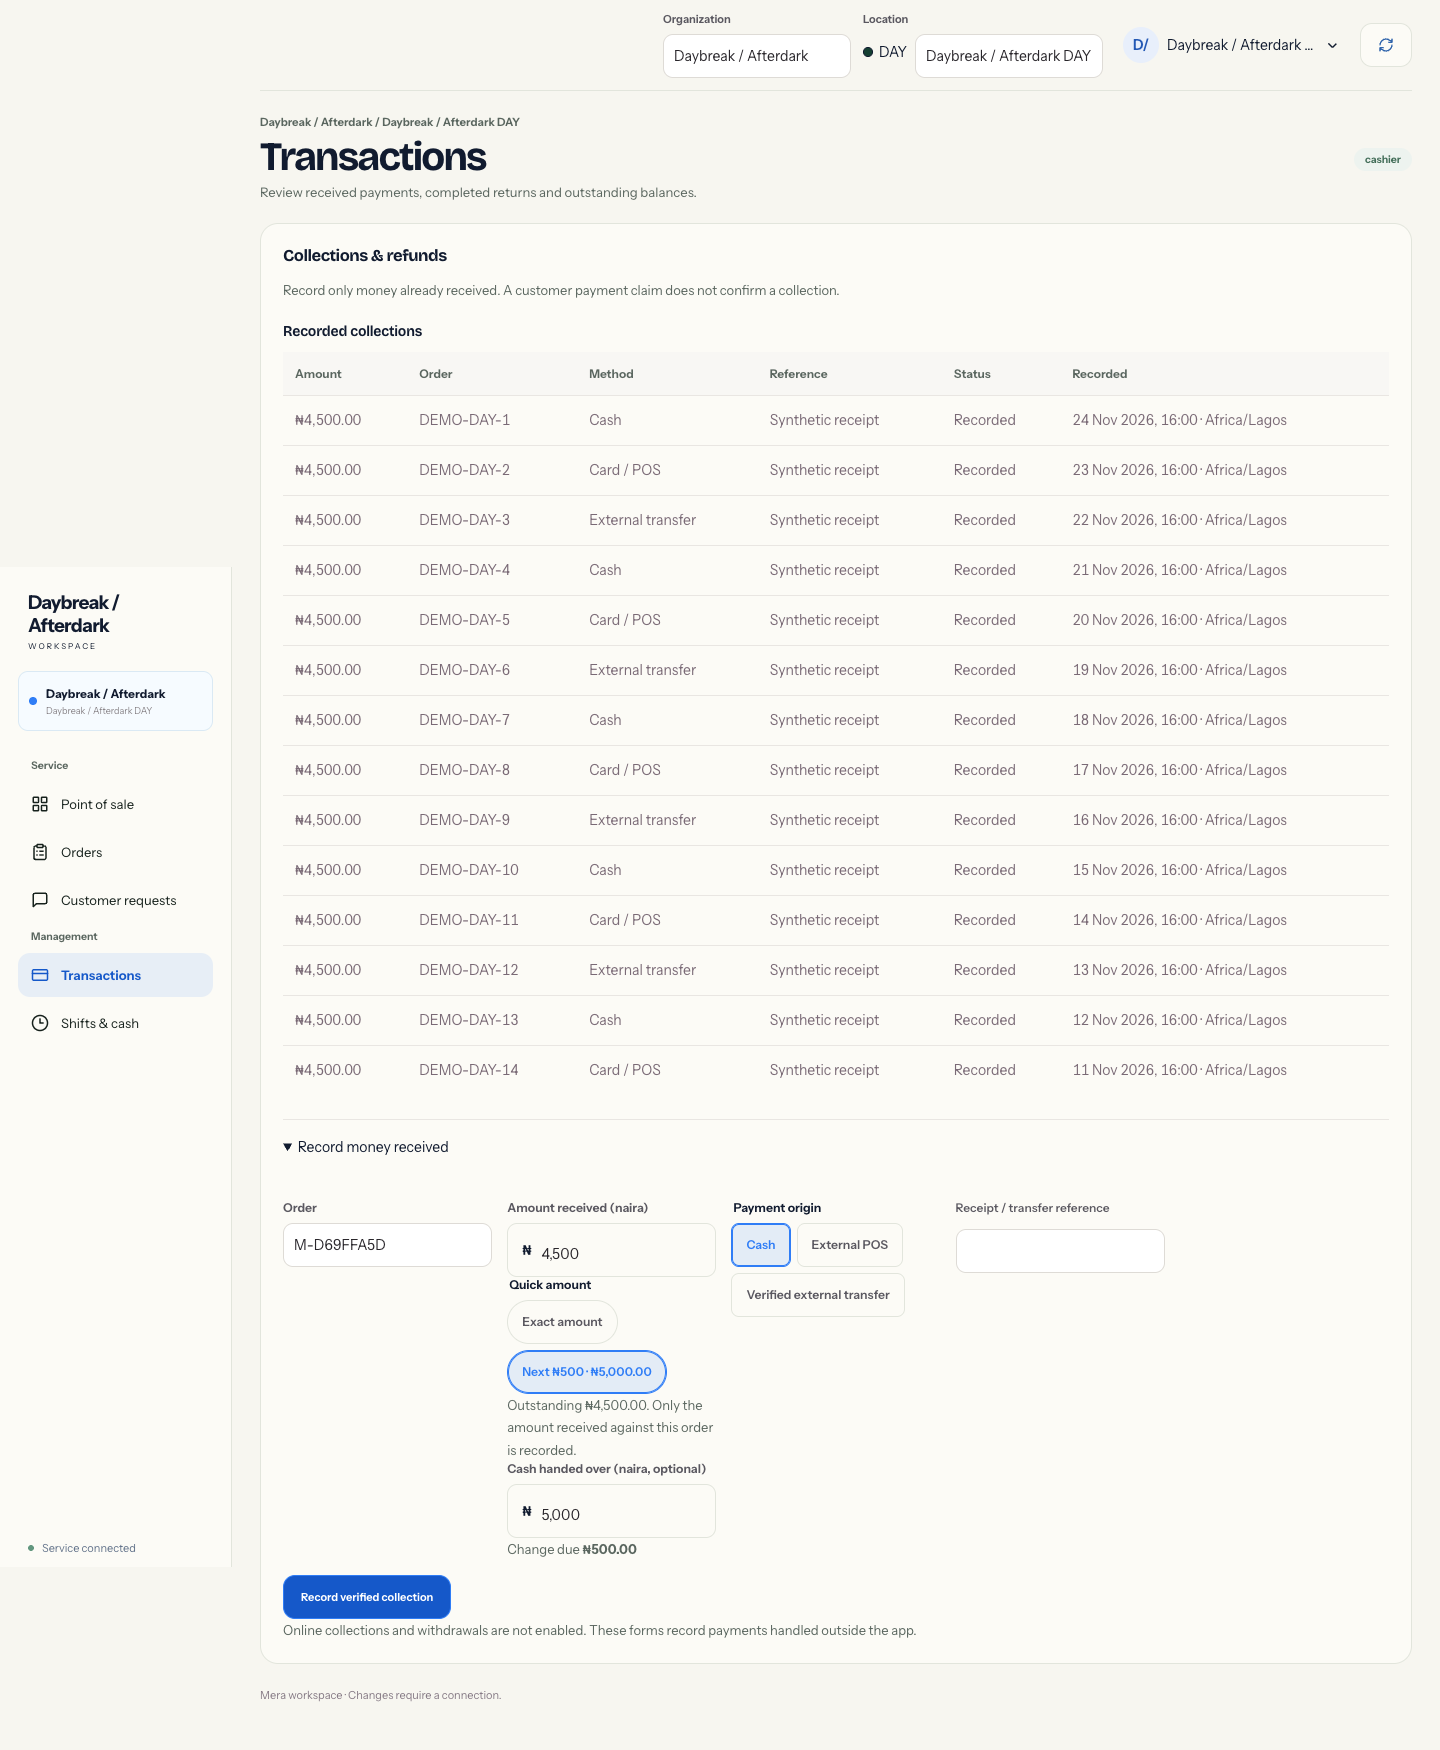 Organization
Location
Daybreak / Afterdark
DAY
Daybreak / Afterdark DAY
D/
Daybreak / Afterdark ...
Daybreak / Afterdark / Daybreak / Afterdark DAY
Transactions
cashier
Review received payments, completed returns and outstanding balances.
Collections & refunds
Record only money already received. A customer payment claim does not confirm a collection.
Recorded collections
Amount Order Method Reference Status Recorded
₦4,500.00 DEMO-DAY-1 Cash Synthetic receipt Recorded 24 Nov 2026, 16:00 · Africa/Lagos
₦4,500.00 DEMO-DAY-2 Card / POS Synthetic receipt Recorded 23 Nov 2026, 16:00 · Africa/Lagos
₦4,500.00 DEMO-DAY-3 External transfer Synthetic receipt Recorded 22 Nov 2026, 16:00 · Africa/Lagos
₦4,500.00 DEMO-DAY-4 Cash Synthetic receipt Recorded 21 Nov 2026, 16:00 · Africa/Lagos
₦4,500.00 DEMO-DAY-5 Card / POS Synthetic receipt Recorded 20 Nov 2026, 16:00 · Africa/Lagos
₦4,500.00 DEMO-DAY-6 External transfer Synthetic receipt Recorded 19 Nov 2026, 16:00 · Africa/Lagos
₦4,500.00 DEMO-DAY-7 Cash Synthetic receipt Recorded 18 Nov 2026, 16:00 · Africa/Lagos
₦4,500.00 DEMO-DAY-8 Card / POS Synthetic receipt Recorded 17 Nov 2026, 16:00 · Africa/Lagos
₦4,500.00 DEMO-DAY-9 External transfer Synthetic receipt Recorded 16 Nov 2026, 16:00 · Africa/Lagos
₦4,500.00 DEMO-DAY-10 Cash Synthetic receipt Recorded 15 Nov 2026, 16:00 · Africa/Lagos
₦4,500.00 DEMO-DAY-11 Card / POS Synthetic receipt Recorded 14 Nov 2026, 16:00 · Africa/Lagos
₦4,500.00 DEMO-DAY-12 External transfer Synthetic receipt Recorded 13 Nov 2026, 16:00 · Africa/Lagos
₦4,500.00 DEMO-DAY-13 Cash Synthetic receipt Recorded 12 Nov 2026, 16:00 · Africa/Lagos
₦4,500.00 DEMO-DAY-14 Card / POS Synthetic receipt Recorded 11 Nov 2026, 16:00 · Africa/Lagos
Daybreak /
Afterdark
WORKSPACE
Daybreak / Afterdark
Daybreak / Afterdark DAY
Service
Point of sale
Orders
Customer requests
Management
Transactions
Shifts & cash
Service connected
Record money received
Order
M-D69FFA5D
Amount received (naira)
₦ 4,500
Quick amount
Exact amount
Next ₦500 · ₦5,000.00
Outstanding ₦4,500.00. Only the
amount received against this order
is recorded.
Cash handed over (naira, optional)
₦ 5,000
Change due ₦500.00
Payment origin
Cash
External POS
Verified external transfer
Receipt / transfer reference
Record verified collection
Online collections and withdrawals are not enabled. These forms record payments handled outside the app.
Mera workspace · Changes require a connection.